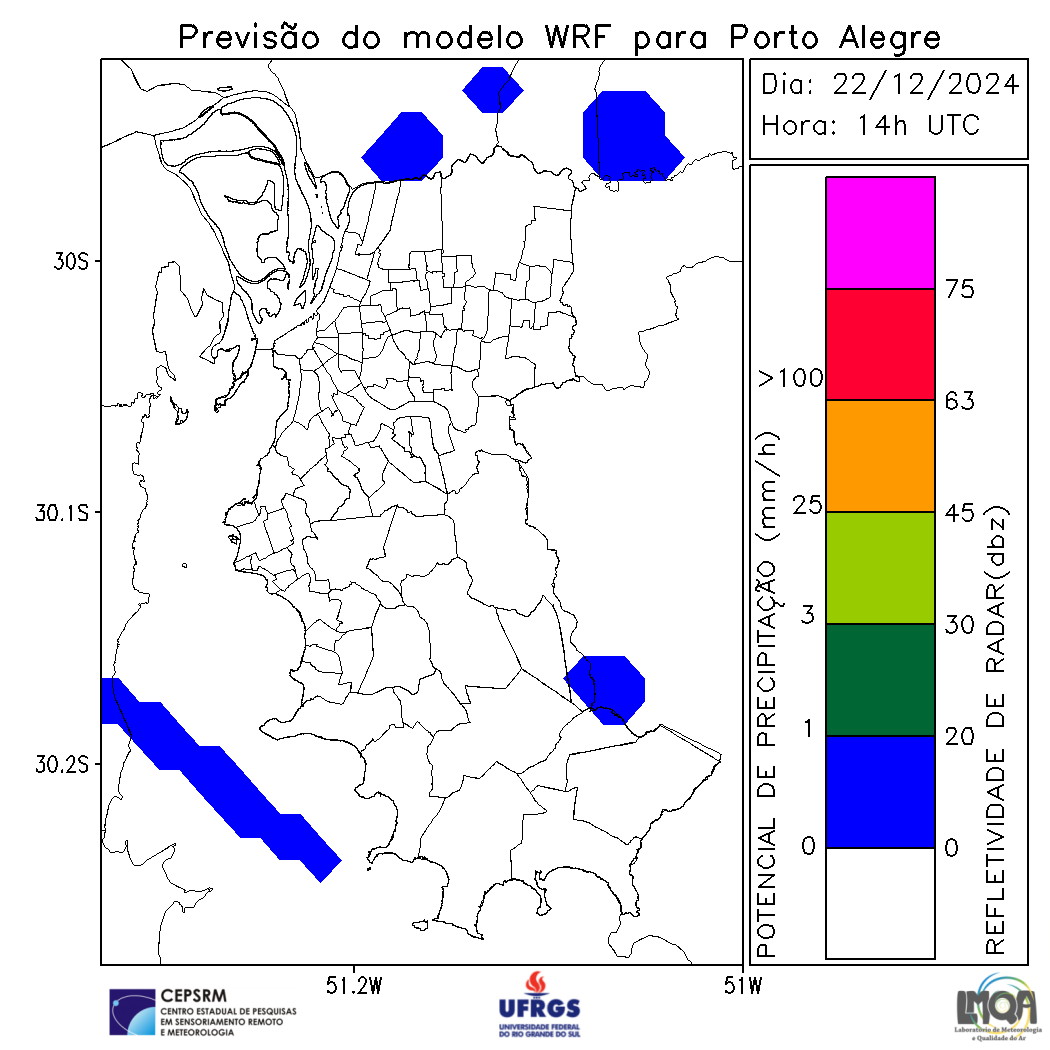 Previsão do modelo WRF para Porto Alegre
Dia: 22/12/2024
Hora: 14h UTC
30S
30.1S
30.2S
51.2W
51W
POTENCIAL DE PRECIPITAÇÃO (mm/h)
>100
25
3
1
0
75
63
45
30
20
0
REFLETIVIDADE DE RADAR(dbz)
CEPSRM
CENTRO ESTADUAL DE PESQUISAS
EM SENSORIAMENTO REMOTO
E METEOROLOGIA
UFRGS
UNIVERSIDADE FEDERAL
DO RIO GRANDE DO SUL
LMQA
Laboratório de Meteorologia
e Qualidade do Ar